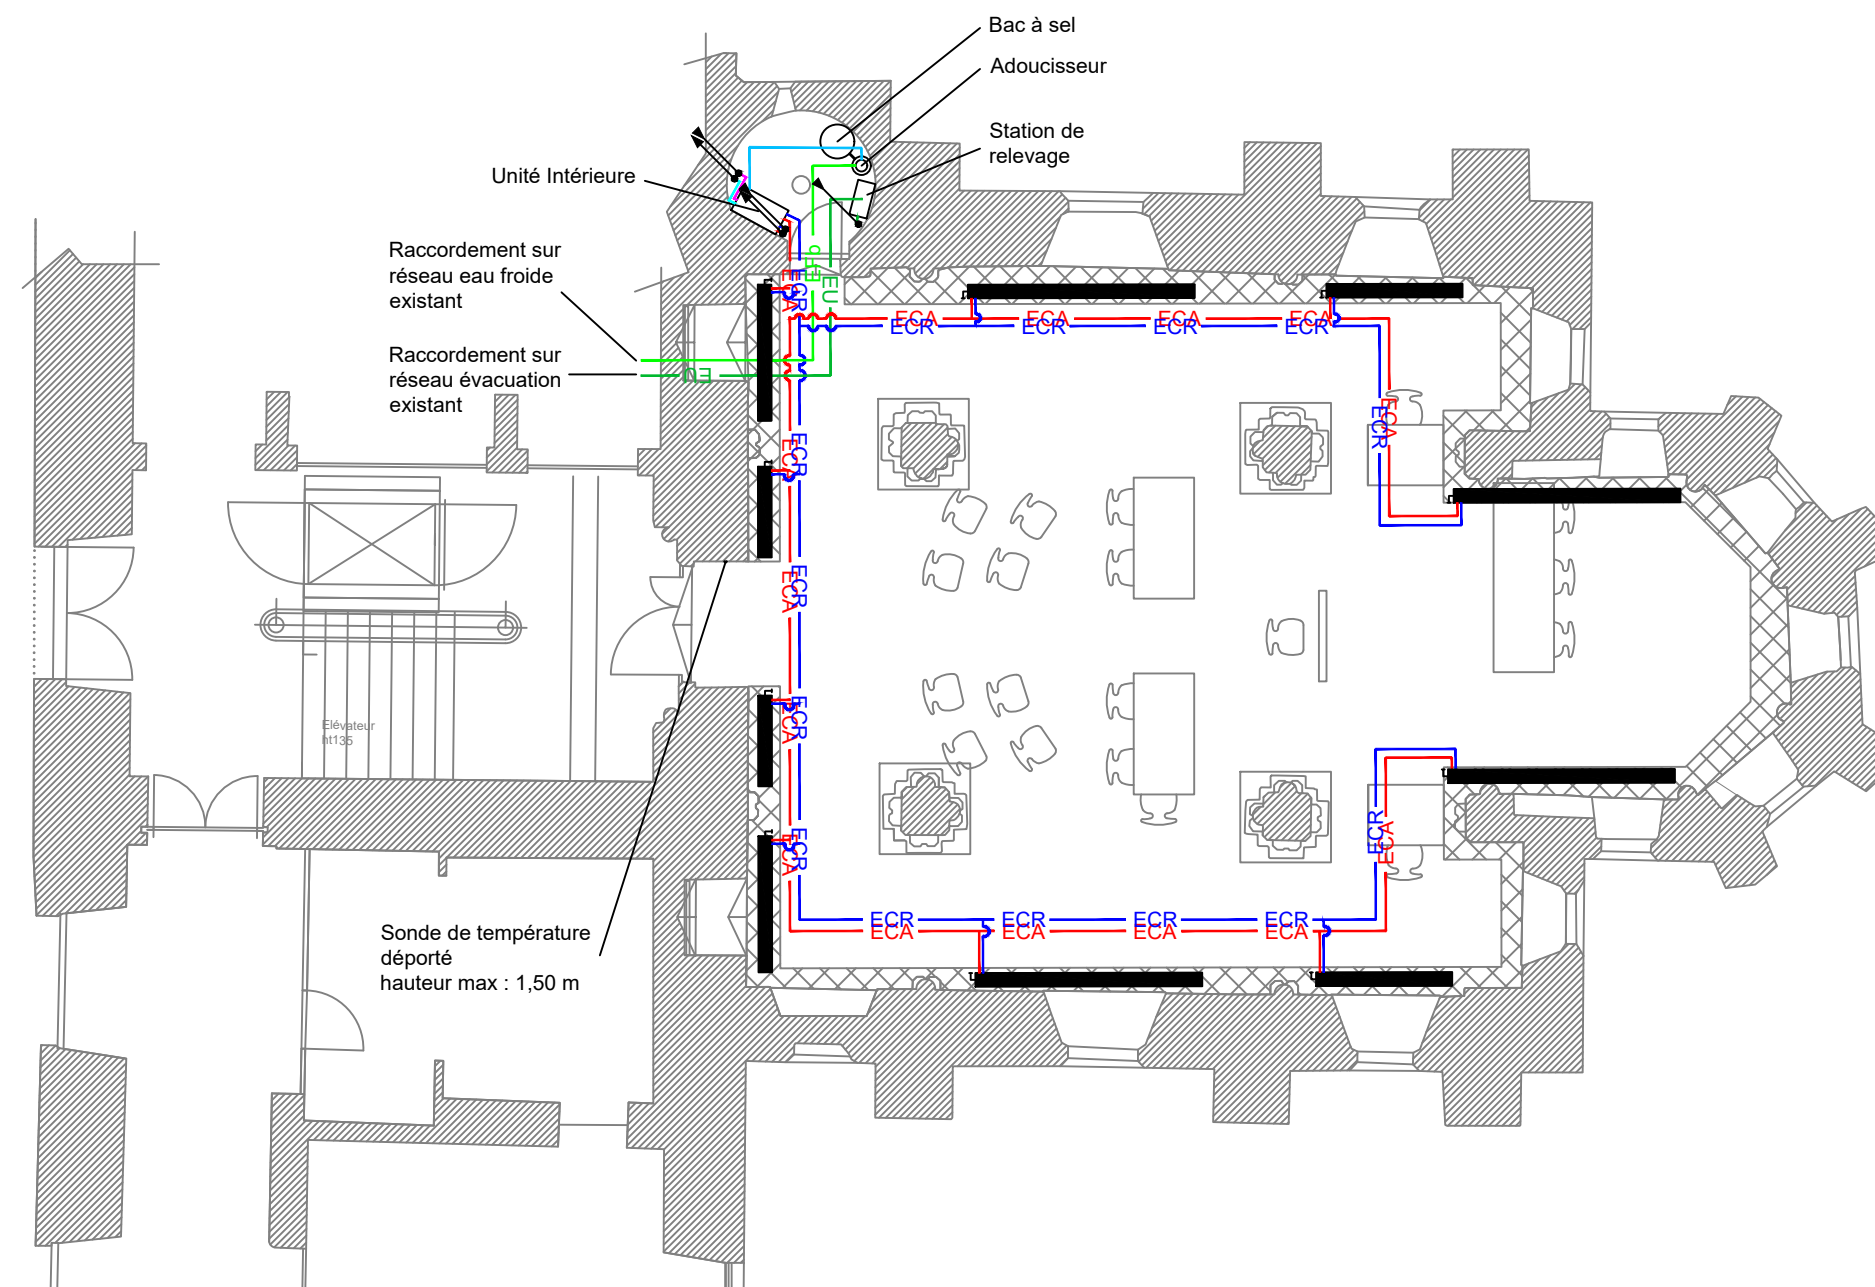 Bac à sel
Adoucisseur
Station de
relevage
Unité Intérieure
Raccordement sur
réseau eau froide
existant
Raccordement sur
réseau évacuation
existant
EU
EU
ECA
ECR
ECA
ECR
ECA
ECR
ECA
ECR
ECA
ECR
ECA
ECR
ECA
ECR
ECA
ECR
ECA
ECR
ECA
ECR
Elévateur
ht135
ECR
ECA
ECR
ECA
ECR
ECA
ECR
ECA
ECR
ECA
Sonde de température
déporté
hauteur max : 1,50 m